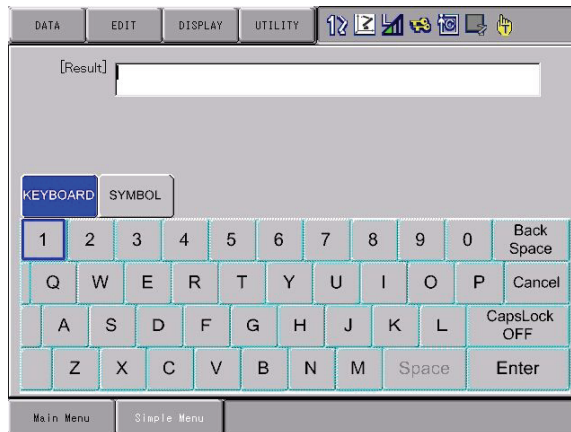 DATA EDIT DISPLAY UTILITY
[Result]
KEYBOARD SYMBOL
1 2 3 4 5 6 7 8 9 0 Back Space
Q W E R T Y U I O P Cancel
A S D F G H J K L CapsLock OFF
Z X C V B N M Space Enter
Main Menu Simple Menu